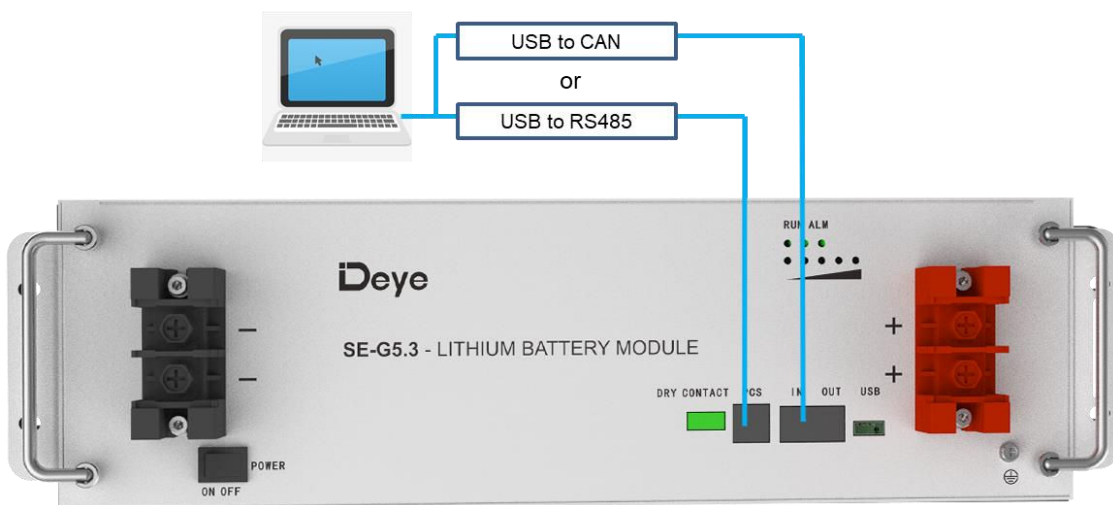 USB to CAN
or
USB to RS485
RUN ALM
Deye
SE-G5.3 - LITHIUM BATTERY MODULE
DRY CONTACT PCS IN OUT USB
POWER
ON OFF